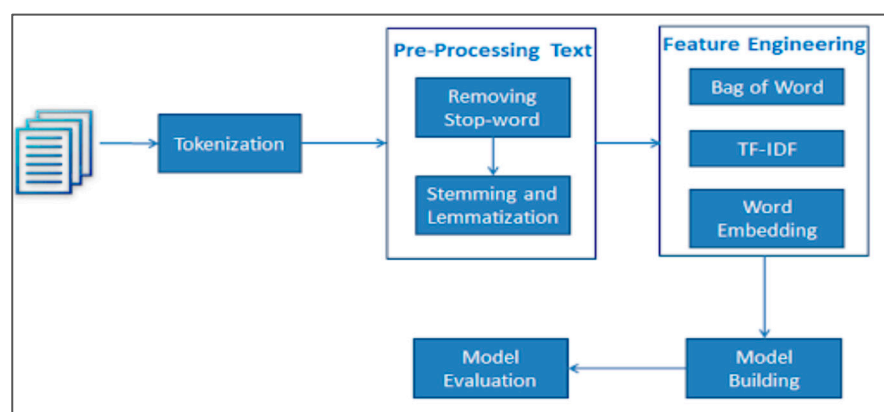 Tokenization
Pre-Processing Text
Removing
Stop-word
Stemming and
Lemmatization
Feature Engineering
Bag of Word
TF-IDF
Word
Embedding
Model
Building
Model
Evaluation